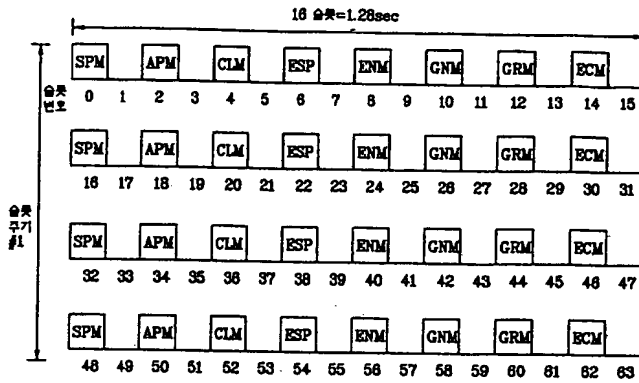 16 슬롯=1.28sec
SPM APM CLM ESP ENM GNM GRM ECM
슬롯
번호
0 1 2 3 4 5 6 7 8 9 10 11 12 13 14 15
SPM APM CLM ESP ENM GNM GRM ECM
16 17 18 19 20 21 22 23 24 25 26 27 28 29 30 31
슬롯
주기
#1
SPM APM CLM ESP ENM GNM GRM ECM
32 33 34 35 36 37 38 39 40 41 42 43 44 45 46 47
SPM APM CLM ESP ENM GNM GRM ECM
48 49 50 51 52 53 54 55 56 57 58 59 60 61 62 63